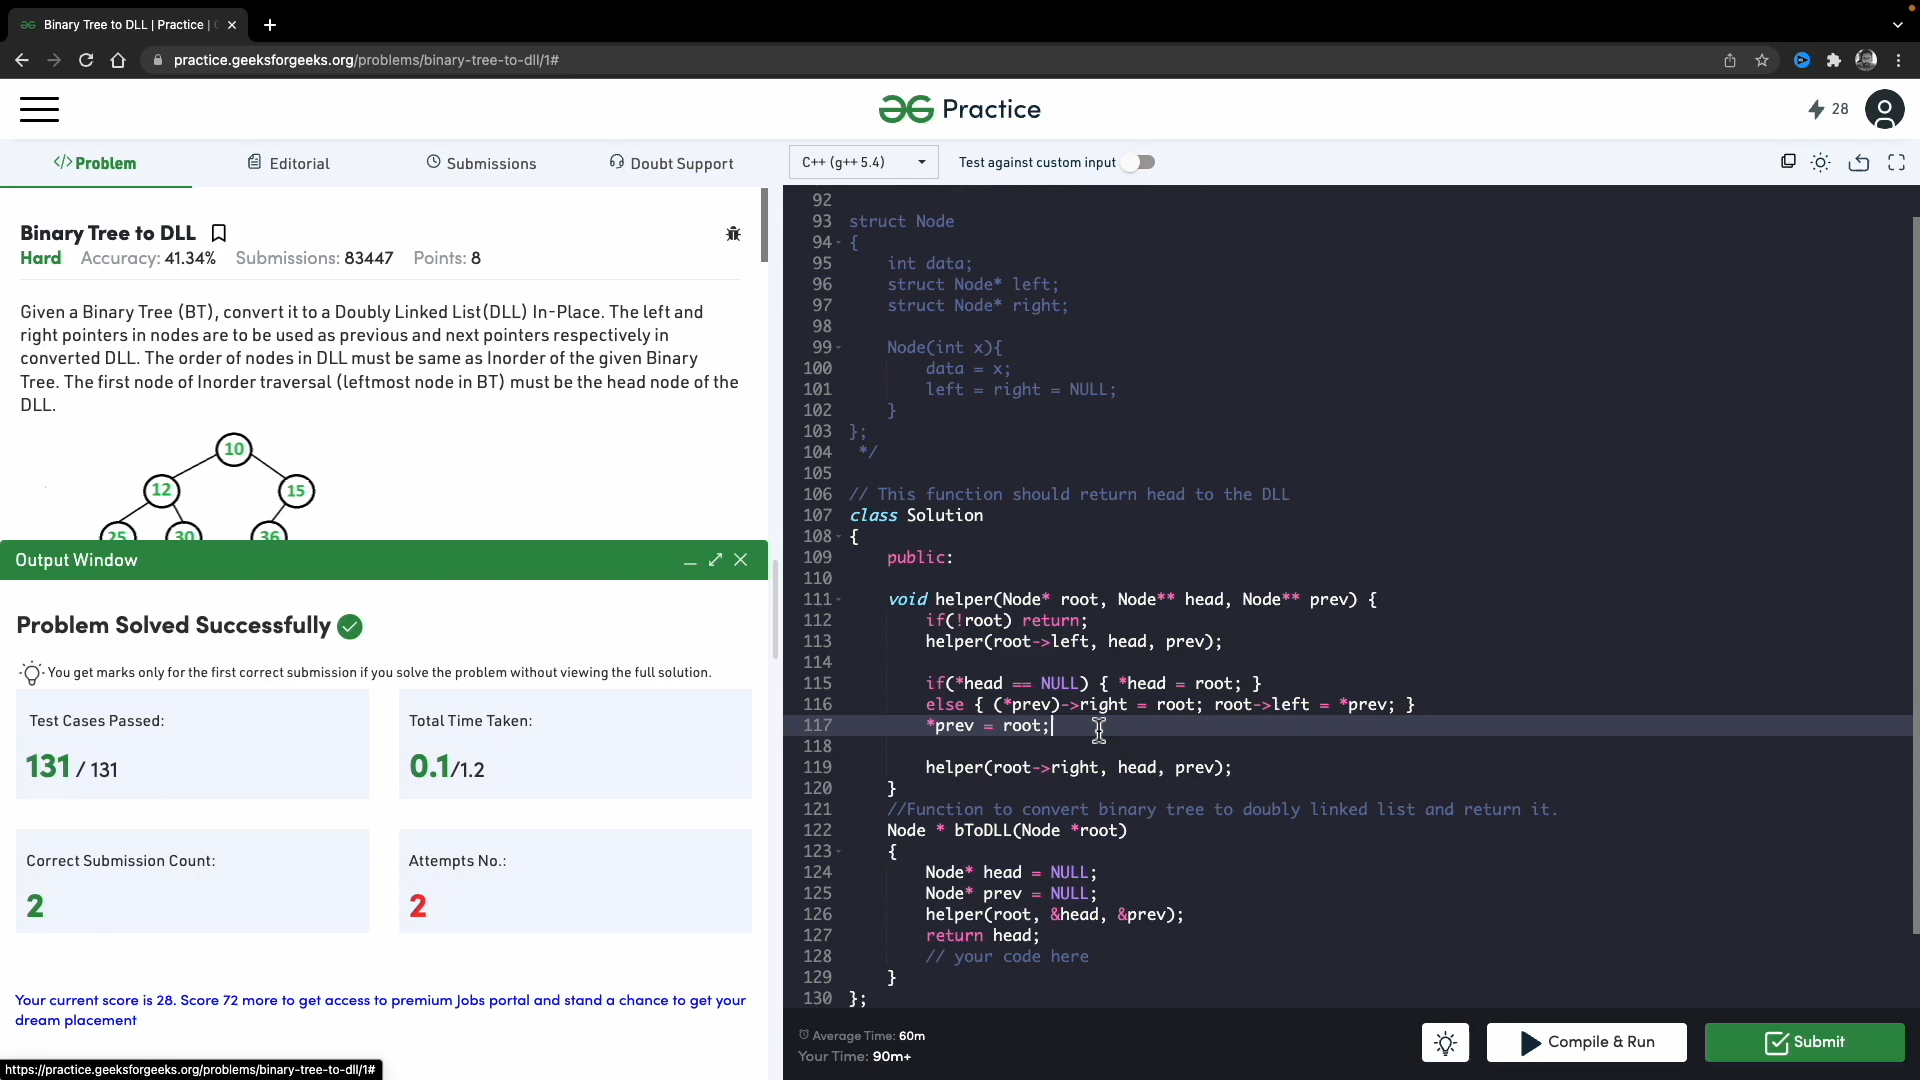 Binary Tree to DLL | Practice |
practice.geeksforgeeks.org/problems/binary-tree-to-dll/1#
Practice
28
</> Problem
Editorial
Submissions
Doubt Support
C++ (g++ 5.4)
Test against custom input
Binary Tree to DLL
Hard Accuracy: 41.34% Submissions: 83447 Points: 8
Given a Binary Tree (BT), convert it to a Doubly Linked List(DLL) In-Place. The left and
right pointers in nodes are to be used as previous and next pointers respectively in
converted DLL. The order of nodes in DLL must be same as Inorder of the given Binary
Tree. The first node of Inorder traversal (leftmost node in BT) must be the head node of the
DLL.
10
12 15
25 30 36
Output Window
Problem Solved Successfully
You get marks only for the first correct submission if you solve the problem without viewing the full solution.
Test Cases Passed:
131 / 131
Total Time Taken:
0.1/1.2
Correct Submission Count:
2
Attempts No.:
2
Your current score is 28. Score 72 more to get access to premium Jobs portal and stand a chance to get your
dream placement
https://practice.geeksforgeeks.org/problems/binary-tree-to-dll/1#
92
93 struct Node
94 {
95     int data;
96     struct Node* left;
97     struct Node* right;
98
99     Node(int x){
100         data = x;
101         left = right = NULL;
102     }
103 };
104  */
105
106 // This function should return head to the DLL
107 class Solution
108 {
109     public:
110
111     void helper(Node* root, Node** head, Node** prev) {
112         if(!root) return;
113         helper(root->left, head, prev);
114
115         if(*head == NULL) { *head = root; }
116         else { (*prev)->right = root; root->left = *prev; }
117         *prev = root;
118
119         helper(root->right, head, prev);
120     }
121     //Function to convert binary tree to doubly linked list and return it.
122     Node * bToDLL(Node *root)
123     {
124         Node* head = NULL;
125         Node* prev = NULL;
126         helper(root, &head, &prev);
127         return head;
128         // your code here
129     }
130 };
Average Time: 60m
Your Time: 90m+
Compile & Run
Submit